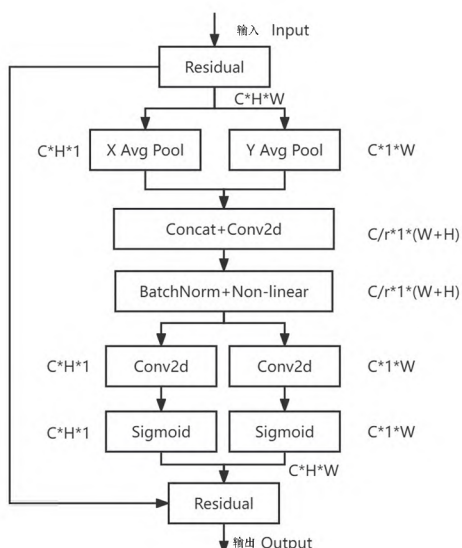 输入 Input
Residual
C*H*W
C*H*1
X Avg Pool
Y Avg Pool
C*1*W
Concat+Conv2d
C/r*1*(W+H)
BatchNorm+Non-linear
C/r*1*(W+H)
C*H*1
Conv2d
Conv2d
C*1*W
C*H*1
Sigmoid
Sigmoid
C*1*W
C*H*W
Residual
输出 Output